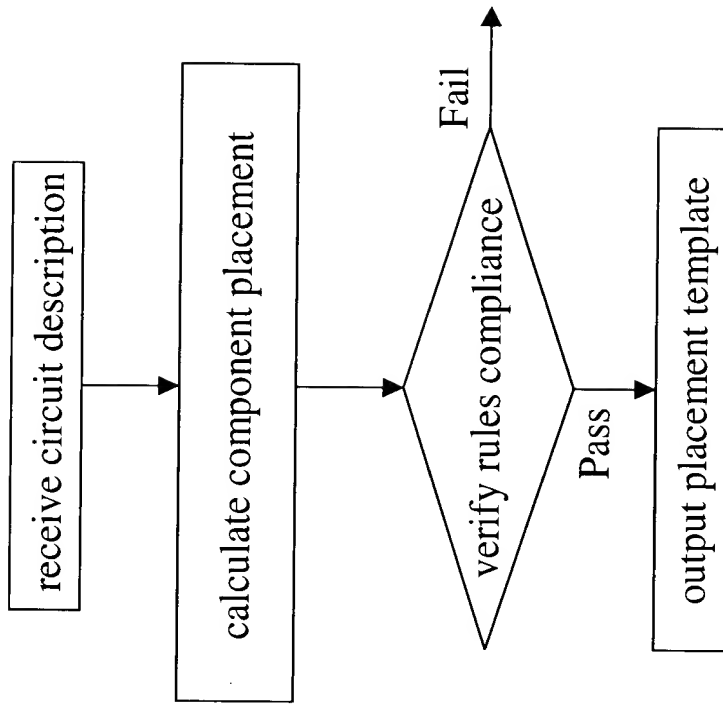 receive circuit description
calculate component placement
verify rules compliance
Fail
Pass
output placement template